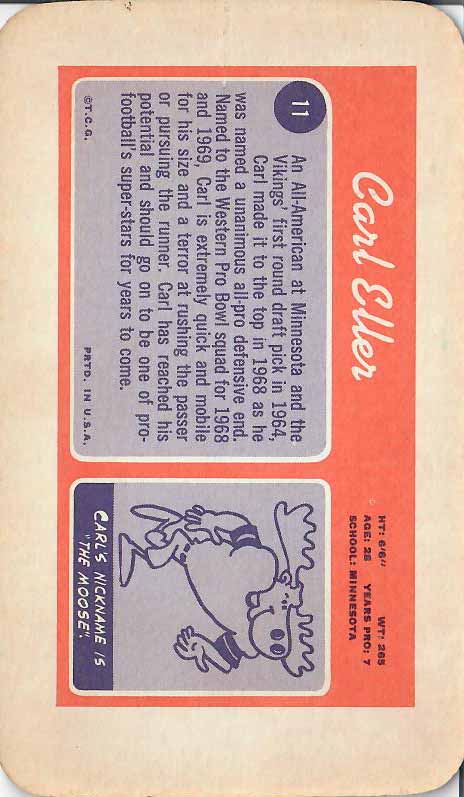 Carl Eller
HT: 6'6" WT: 265
AGE: 28 YEARS PRO: 7
SCHOOL: MINNESOTA
11
An All-American at Minnesota and the
Vikings' first round draft pick in 1964,
Carl made it to the top in 1968 as he
was named a unanimous all-pro defensive end.
Named to the Western Pro Bowl squad for 1968
and 1969, Carl is extremely quick and mobile
for his size and a terror at rushing the passer
or pursuing the runner. Carl has reached his
potential and should go on to be one of pro-
football's super-stars for years to come.
©T.C.G. PRTD. IN U.S.A.
CARL'S NICKNAME IS
"THE MOOSE".